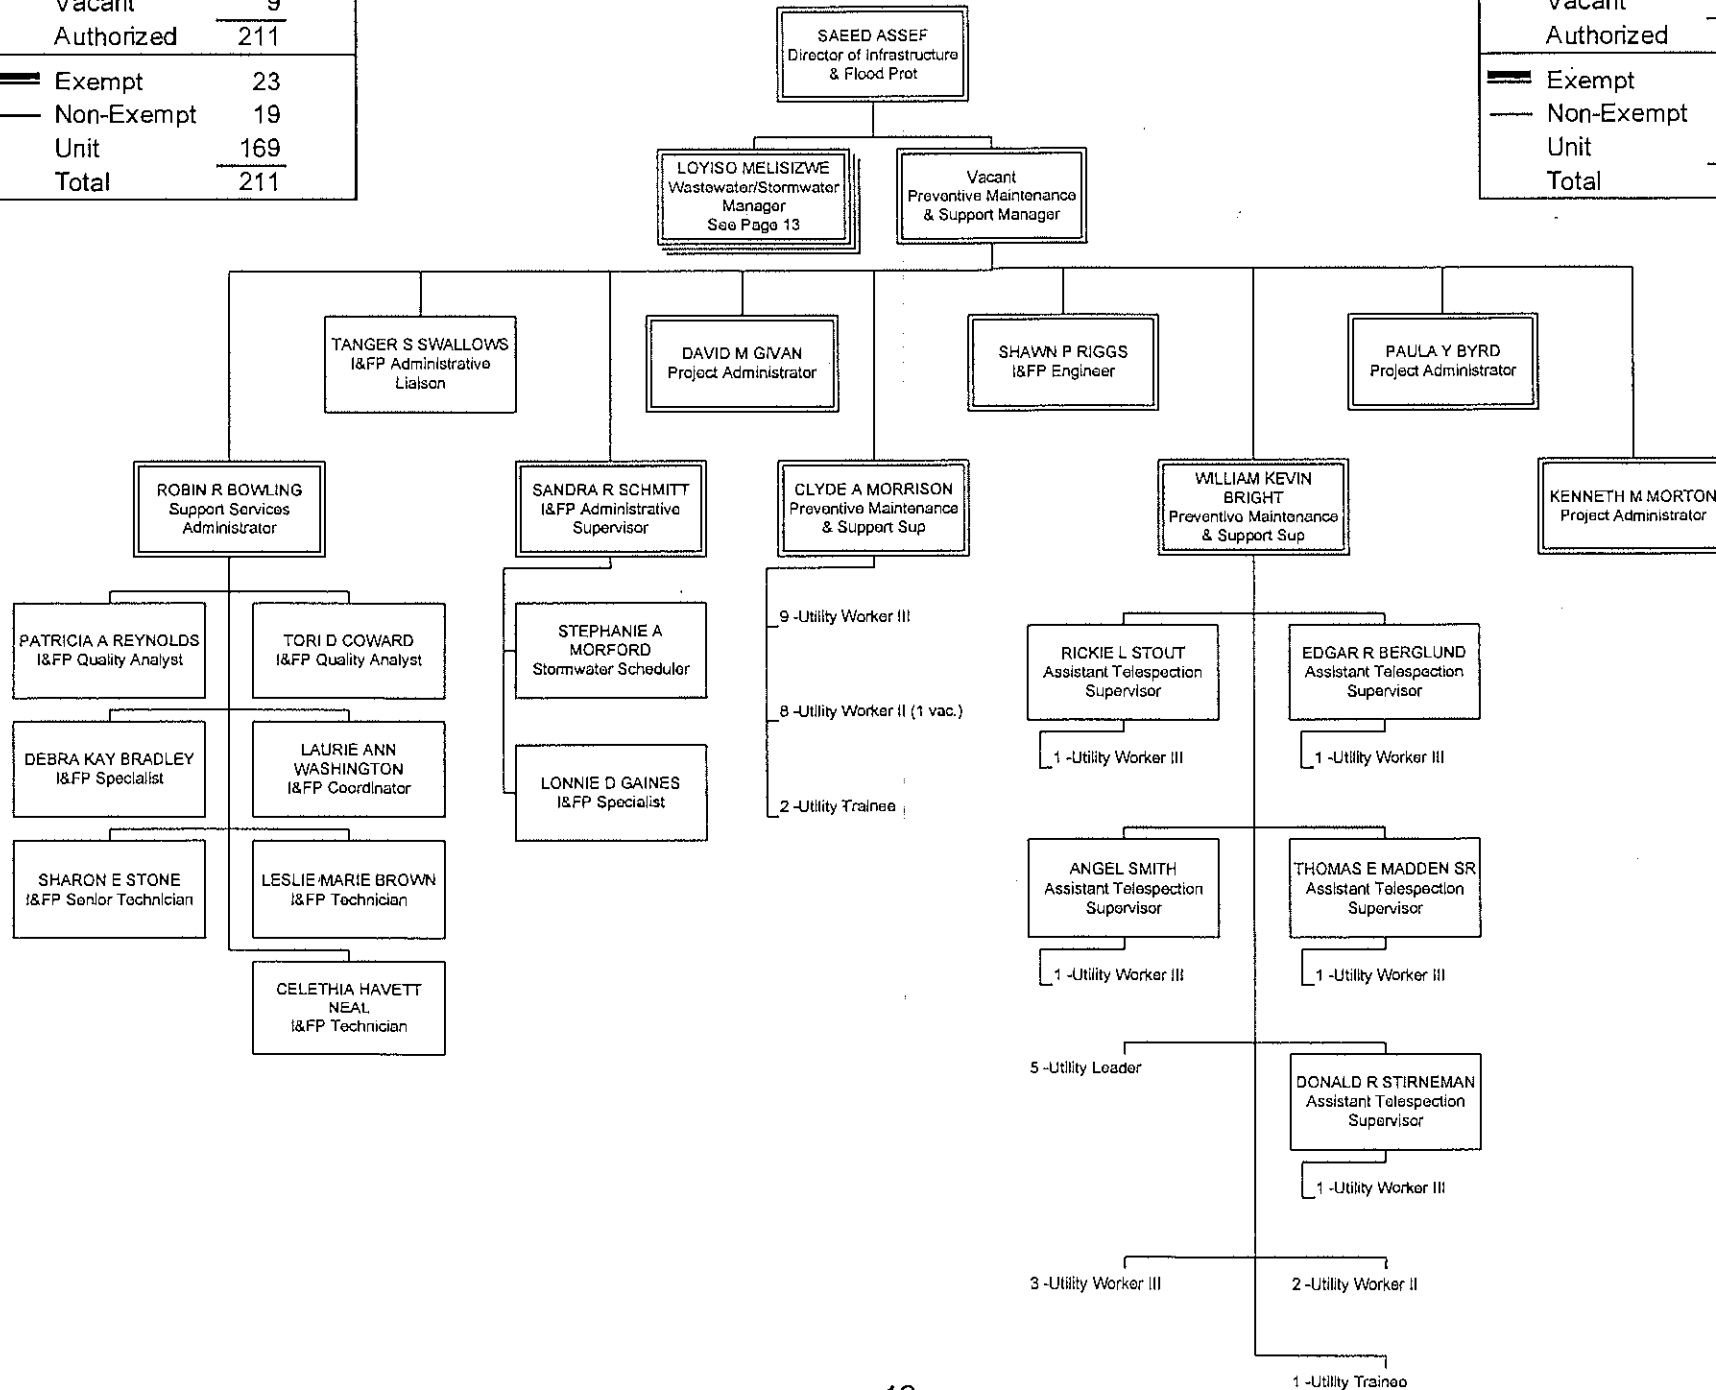 Vacant 9
Authorized 211
Exempt 23
Non-Exempt 19
Unit 169
Total 211
Vacant
Authorized
Exempt
Non-Exempt
Unit
Total
SAEED ASSEF
Director of Infrastructure
& Flood Prot
LOYISO MELISIZWE
Wastewater/Stormwater
Manager
See Page 13
Vacant
Preventive Maintenance
& Support Manager
TANGER S SWALLOWS
I&FP Administrative
Liaison
DAVID M GIVAN
Project Administrator
SHAWN P RIGGS
I&FP Engineer
PAULA Y BYRD
Project Administrator
ROBIN R BOWLING
Support Services
Administrator
SANDRA R SCHMITT
I&FP Administrative
Supervisor
CLYDE A MORRISON
Preventive Maintenance
& Support Sup
WILLIAM KEVIN
BRIGHT
Preventive Maintenance
& Support Sup
KENNETH M MORTON
Project Administrator
PATRICIA A REYNOLDS
I&FP Quality Analyst
TORI D COWARD
I&FP Quality Analyst
DEBRA KAY BRADLEY
I&FP Specialist
LAURIE ANN
WASHINGTON
I&FP Coordinator
SHARON E STONE
I&FP Senior Technician
LESLIE MARIE BROWN
I&FP Technician
CELETHIA HAVETT
NEAL
I&FP Technician
STEPHANIE A
MORFORD
Stormwater Scheduler
LONNIE D GAINES
I&FP Specialist
9 -Utility Worker III
8 -Utility Worker II (1 vac.)
2 -Utility Trainee
RICKIE L STOUT
Assistant Telespection
Supervisor
1 -Utility Worker III
EDGAR R BERGLUND
Assistant Telespection
Supervisor
1 -Utility Worker III
ANGEL SMITH
Assistant Telespection
Supervisor
1 -Utility Worker III
THOMAS E MADDEN SR
Assistant Telespection
Supervisor
1 -Utility Worker III
5 -Utility Leader
DONALD R STIRNEMAN
Assistant Telespection
Supervisor
1 -Utility Worker III
3 -Utility Worker III
2 -Utility Worker II
1 -Utility Trainee